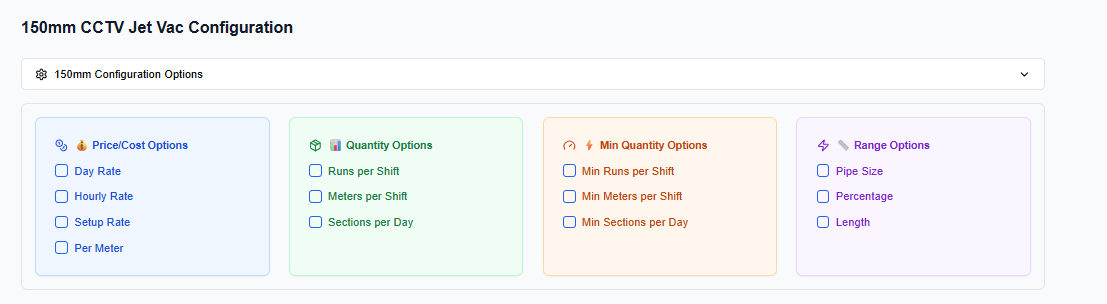 150mm CCTV Jet Vac Configuration
150mm Configuration Options
Price/Cost Options
Day Rate
Hourly Rate
Setup Rate
Per Meter
Quantity Options
Runs per Shift
Meters per Shift
Sections per Day
Min Quantity Options
Min Runs per Shift
Min Meters per Shift
Min Sections per Day
Range Options
Pipe Size
Percentage
Length